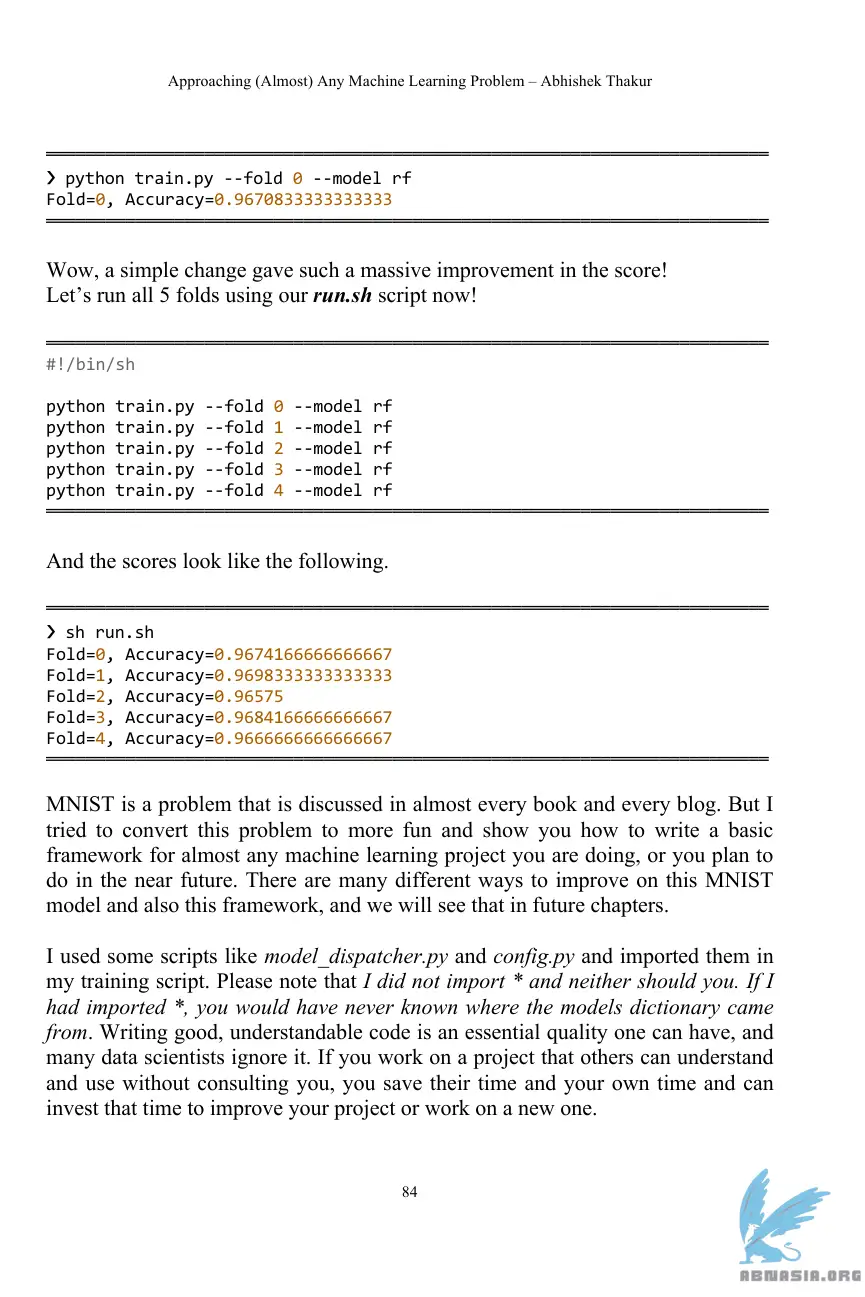 Approaching (Almost) Any Machine Learning Problem – Abhishek Thakur
❯ python train.py --fold 0 --model rf
Fold=0, Accuracy=0.9670833333333333
Wow, a simple change gave such a massive improvement in the score!
Let’s run all 5 folds using our run.sh script now!
#!/bin/sh
python train.py --fold 0 --model rf
python train.py --fold 1 --model rf
python train.py --fold 2 --model rf
python train.py --fold 3 --model rf
python train.py --fold 4 --model rf
And the scores look like the following.
❯ sh run.sh
Fold=0, Accuracy=0.9674166666666667
Fold=1, Accuracy=0.9698333333333333
Fold=2, Accuracy=0.96575
Fold=3, Accuracy=0.9684166666666667
Fold=4, Accuracy=0.9666666666666667
MNIST is a problem that is discussed in almost every book and every blog. But I
tried to convert this problem to more fun and show you how to write a basic
framework for almost any machine learning project you are doing, or you plan to
do in the near future. There are many different ways to improve on this MNIST
model and also this framework, and we will see that in future chapters.
I used some scripts like model_dispatcher.py and config.py and imported them in
my training script. Please note that I did not import * and neither should you. If I
had imported *, you would have never known where the models dictionary came
from. Writing good, understandable code is an essential quality one can have, and
many data scientists ignore it. If you work on a project that others can understand
and use without consulting you, you save their time and your own time and can
invest that time to improve your project or work on a new one.
84
ABNASIA.ORG